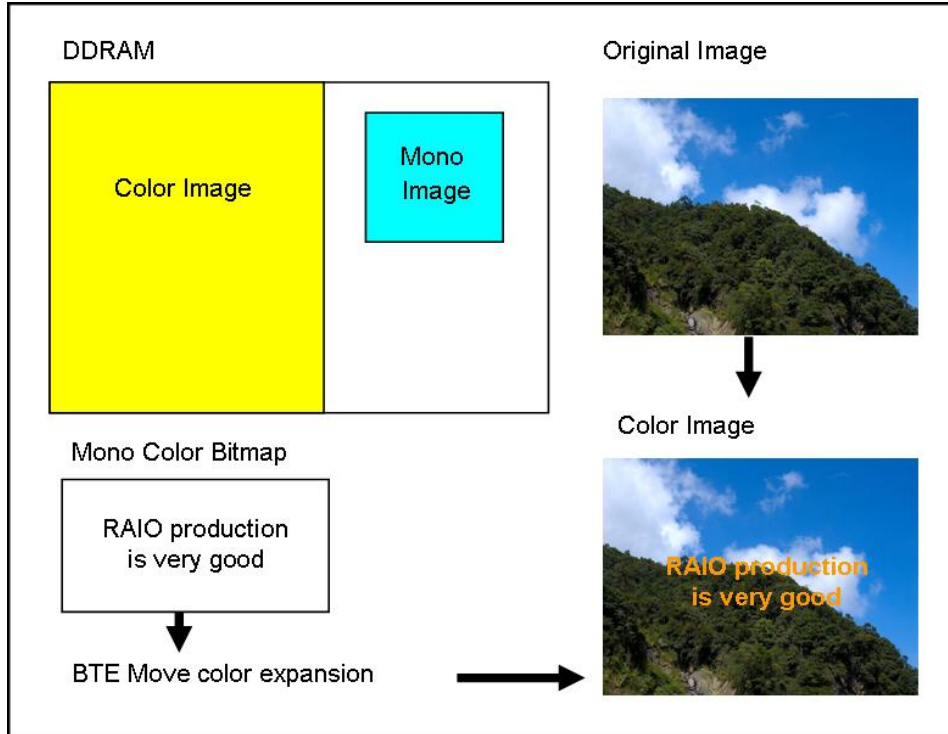 DDRAM
Original Image
Color Image
Mono
Image
Color Image
Mono Color Bitmap
RAIO production
is very good
RAIO production
is very good
BTE Move color expansion